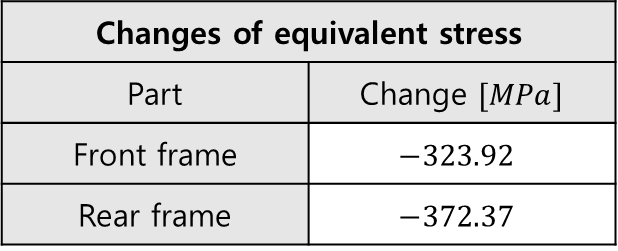 Changes of equivalent stress
Part Change [MPa]
Front frame −323.92
Rear frame −372.37